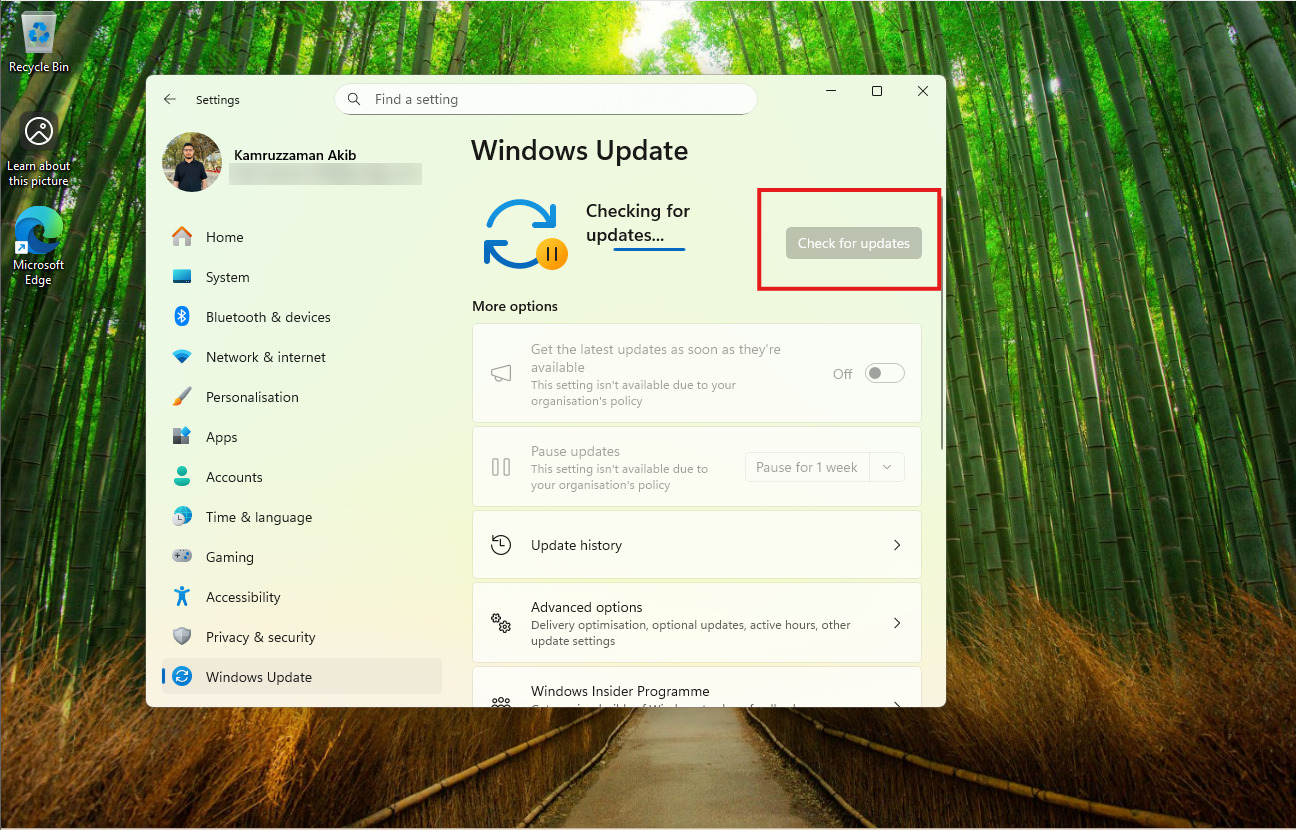 Recycle Bin
Learn about
this picture
Microsoft
Edge
Settings
Find a setting
Kamruzzaman Akib
Home
System
Bluetooth & devices
Network & internet
Personalisation
Apps
Accounts
Time & language
Gaming
Accessibility
Privacy & security
Windows Update
Windows Update
Checking for
updates...
Check for updates
More options
Get the latest updates as soon as they're
available
This setting isn't available due to your
organisation's policy
Off
Pause updates
This setting isn't available due to
your organisation's policy
Pause for 1 week
Update history
Advanced options
Delivery optimisation, optional updates, active hours, other
update settings
Windows Insider Programme